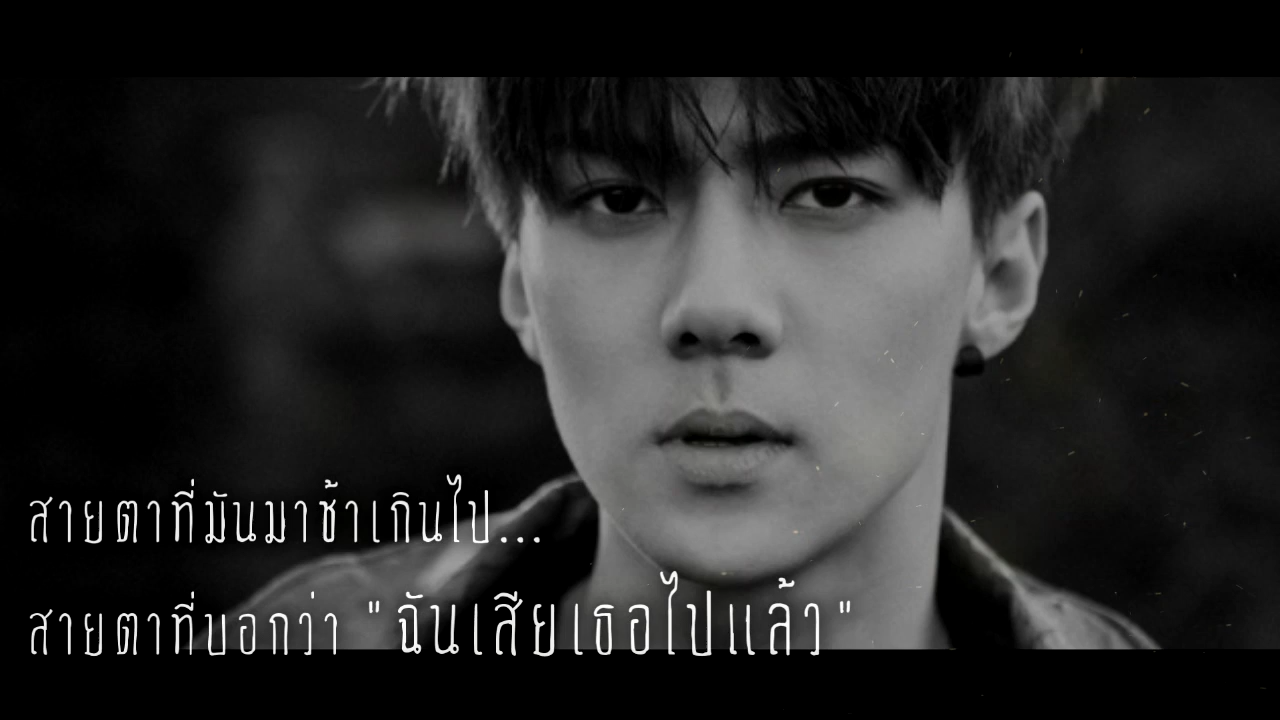 สายตาที่มันมาช้าเกินไป...
สายตาที่บอกว่า "ฉันเสียเธอไปแล้ว"